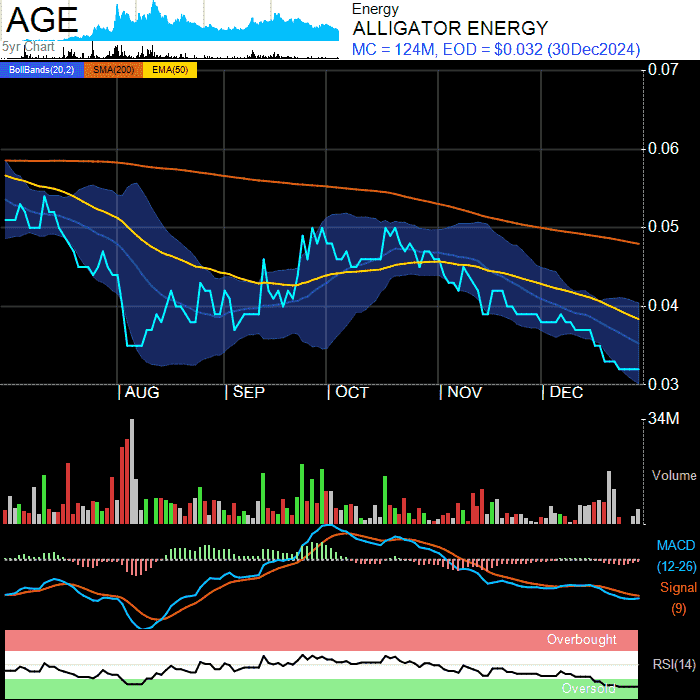 AGE
5yr Chart
Energy
ALLIGATOR ENERGY
MC = 124M, EOD = $0.032 (30Dec2024)
BollBands(20,2) SMA(200) EMA(50)
0.07
0.06
0.05
0.04
0.03
AUG SEP OCT NOV DEC
34M
Volume
MACD
(12-26)
Signal
(9)
Overbought
RSI(14)
Oversold